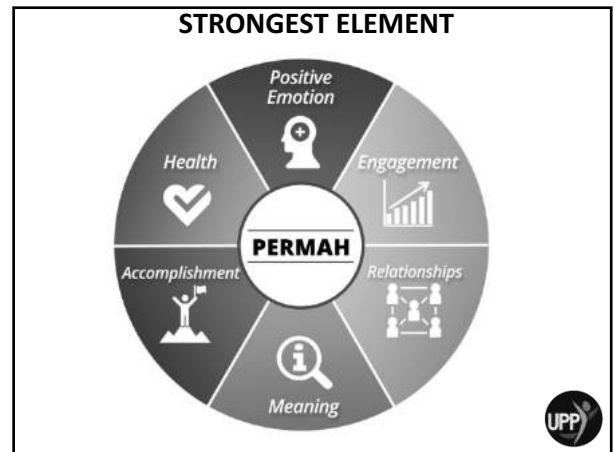 STRONGEST ELEMENT
Positive
Emotion
Health
Engagement
PERMAH
Accomplishment
Relationships
Meaning
UPP